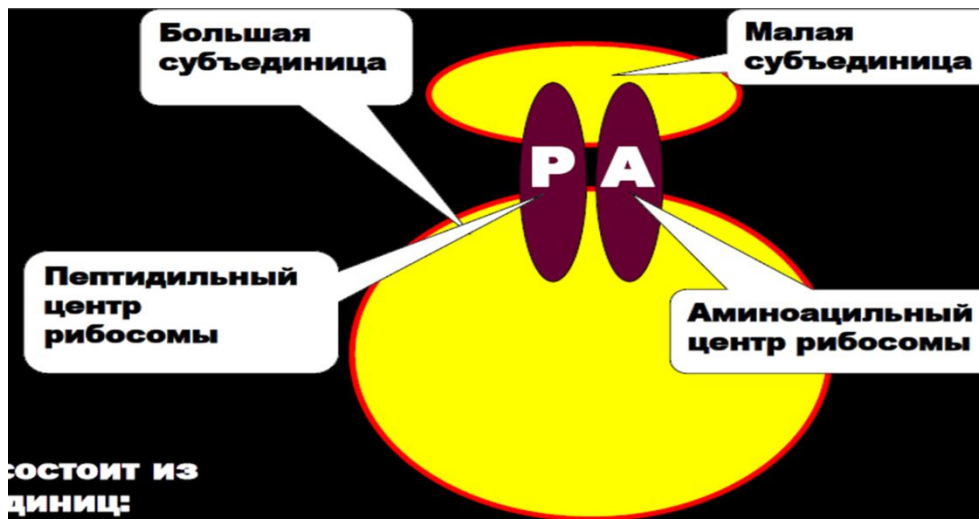 Большая
субъединица
Малая
субъединица
Р А
Пептидильный
центр
рибосомы
Аминоацильный
центр рибосомы
состоит из
диниц: